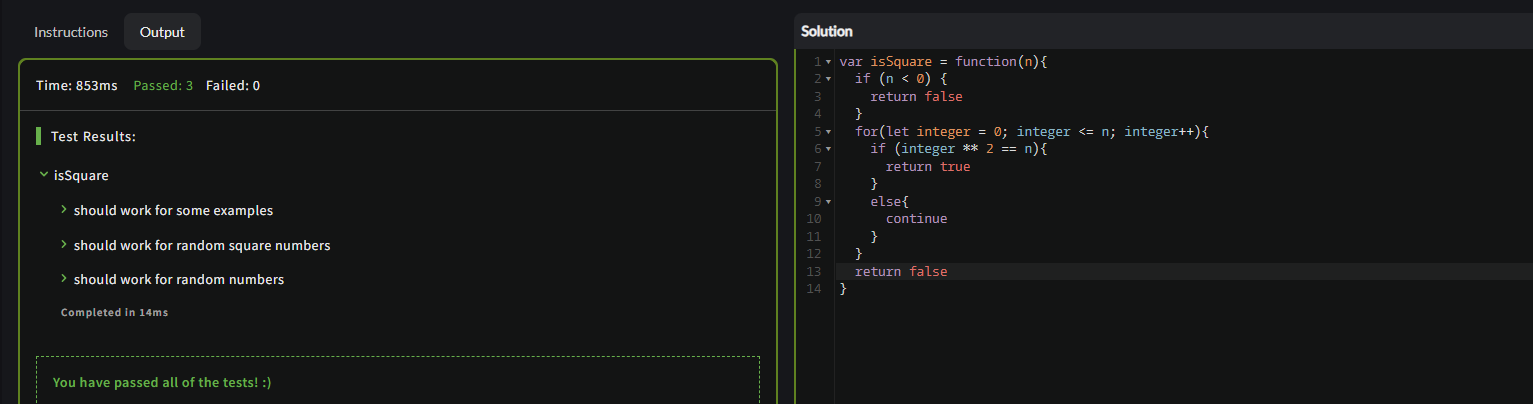 Instructions Output
Time: 853ms Passed: 3 Failed: 0
Test Results:
isSquare
should work for some examples
should work for random square numbers
should work for random numbers
Completed in 14ms
You have passed all of the tests! :)
Solution
1 var isSquare = function(n){
2   if (n < 0) {
3     return false
4   }
5   for(let integer = 0; integer <= n; integer++){
6     if (integer ** 2 == n){
7       return true
8     }
9     else{
10       continue
11     }
12   }
13   return false
14 }